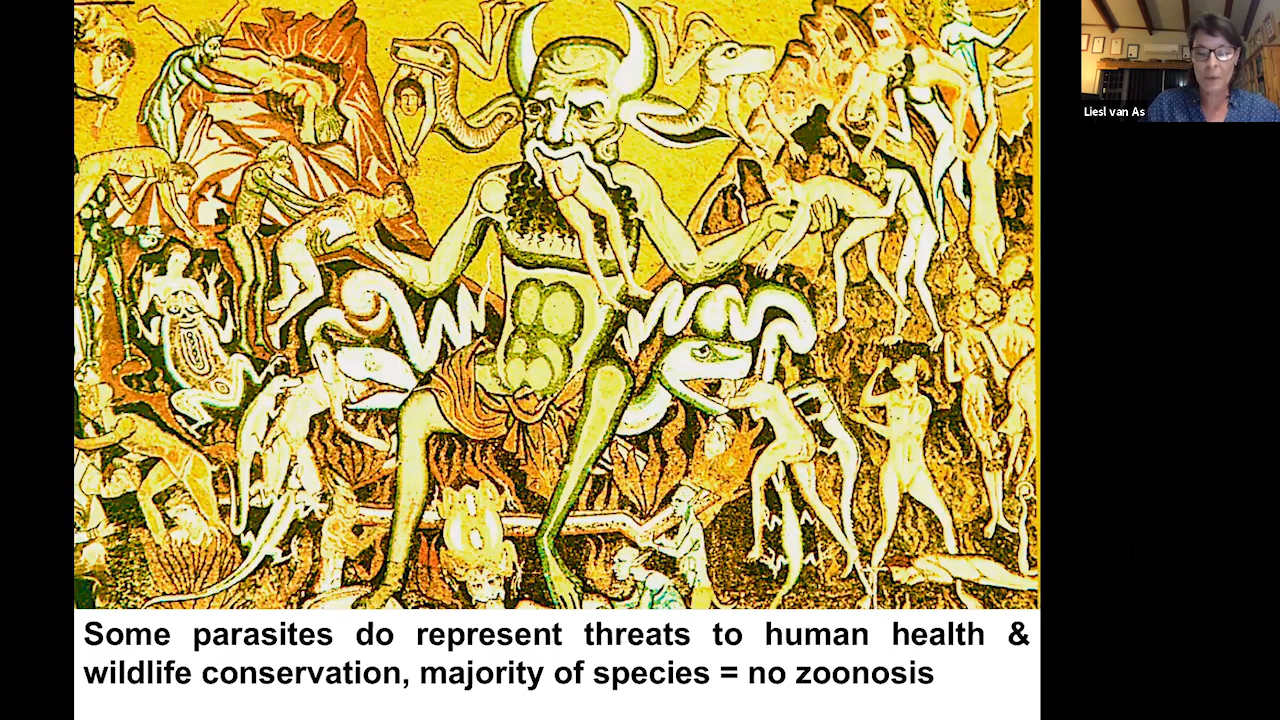 Liesl van As
Some parasites do represent threats to human health &
wildlife conservation, majority of species = no zoonosis